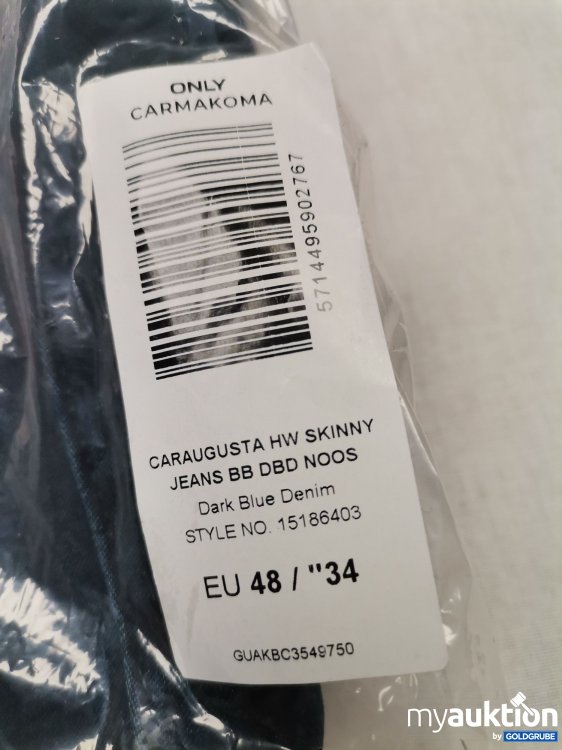 ONLY
CARMAKOMA
5714495902767
CARAUGUSTA HW SKINNY
JEANS BB DBD NOOS
Dark Blue Denim
STYLE NO. 15186403
EU 48 / "34
GUAKBC3549750
myauktion
by GOLDGRUBE